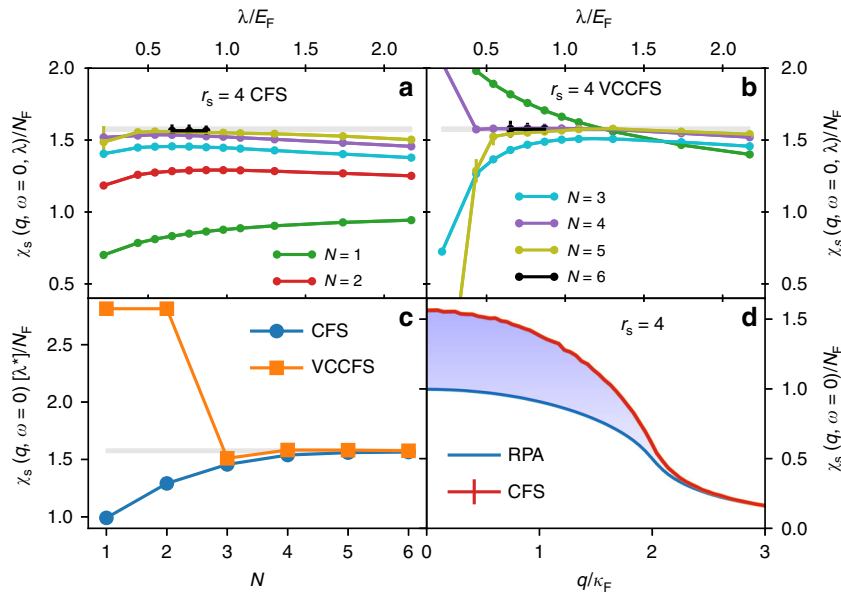 λ/E_F λ/E_F
0.5 1.0 1.5 2.0 0.5 1.0 1.5 2.0
2.0 r_s = 4 CFS a r_s = 4 VCCFS b 2.0
1.5 1.5
1.0 1.0
0.5 0.5
χ_s (q, ω = 0, λ)/N_F
N = 1
N = 2
N = 3
N = 4
N = 5
N = 6
χ_s (q, ω = 0, λ)/N_F
c r_s = 4 d
2.5 1.5
2.0 1.0
1.5 0.5
1.0 0.0
χ_s (q, ω = 0) [λ*]/N_F
CFS
VCCFS
RPA
CFS
χ_s (q, ω = 0)/N_F
1 2 3 4 5 6 0 1 2 3
N q/κ_F